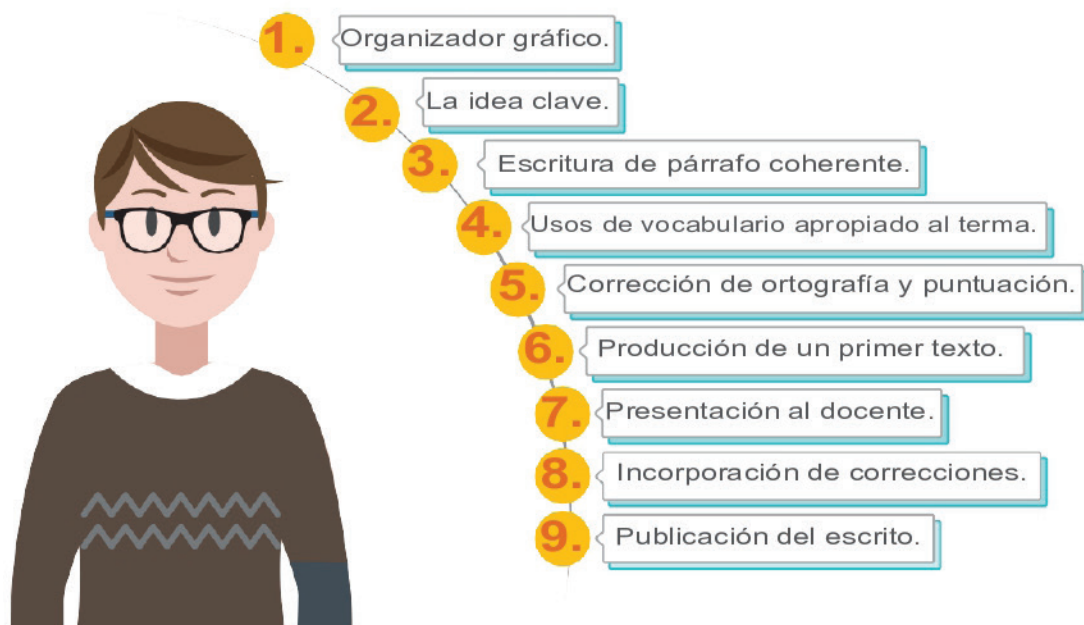 1. Organizador gráfico.
2. La idea clave.
3. Escritura de párrafo coherente.
4. Usos de vocabulario apropiado al terma.
5. Corrección de ortografía y puntuación.
6. Producción de un primer texto.
7. Presentación al docente.
8. Incorporación de correcciones.
9. Publicación del escrito.